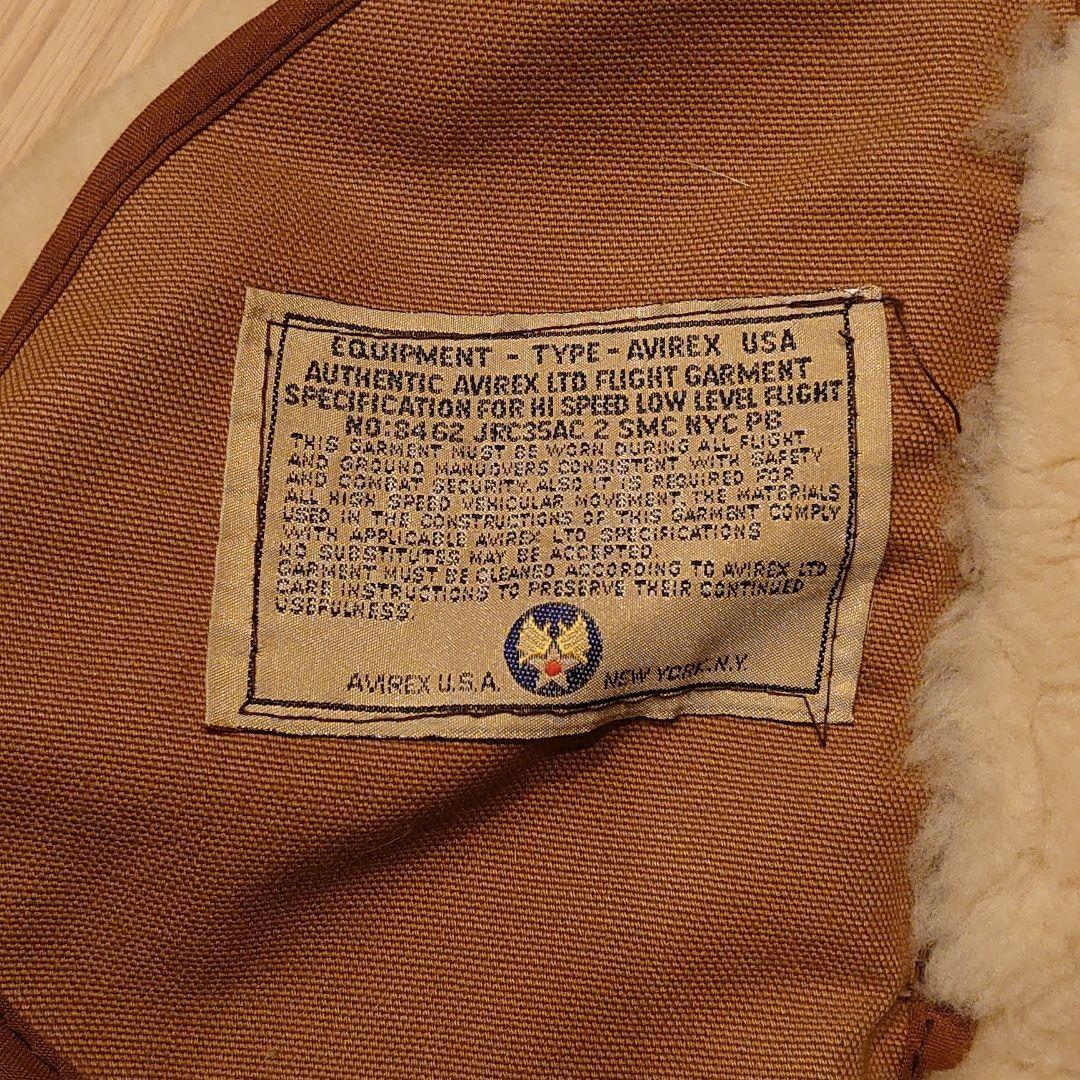 EQUIPMENT - TYPE - AVIREX USA
AUTHENTIC AVIREX LTD FLIGHT GARMENT
SPECIFICATION FOR HI SPEED LOW LEVEL FLIGHT
NO:8462 JRC35AC 2 SMC NYC PB
THIS GARMENT MUST BE WORN DURING ALL FLIGHT
AND GROUND MANUOVERS CONSISTENT WITH SAFETY
AND COMBAT SECURITY. ALSO IT IS REQUIRED FOR
ALL HIGH SPEED VEHICULAR MOVEMENT. THE MATERIALS
USED IN THE CONSTRUCTIONS OF THIS GARMENT COMPLY
WITH APPLICABLE AVIREX LTD SPECIFICATIONS
NO SUBSTITUTES MAY BE ACCEPTED.
GARMENT MUST BE CLEANED ACCORDING TO AVIREX LTD
CARE INSTRUCTIONS TO PRESERVE THEIR CONTINUED
USEFULNESS.
AVIREX U.S.A. NEW YORK. N.Y